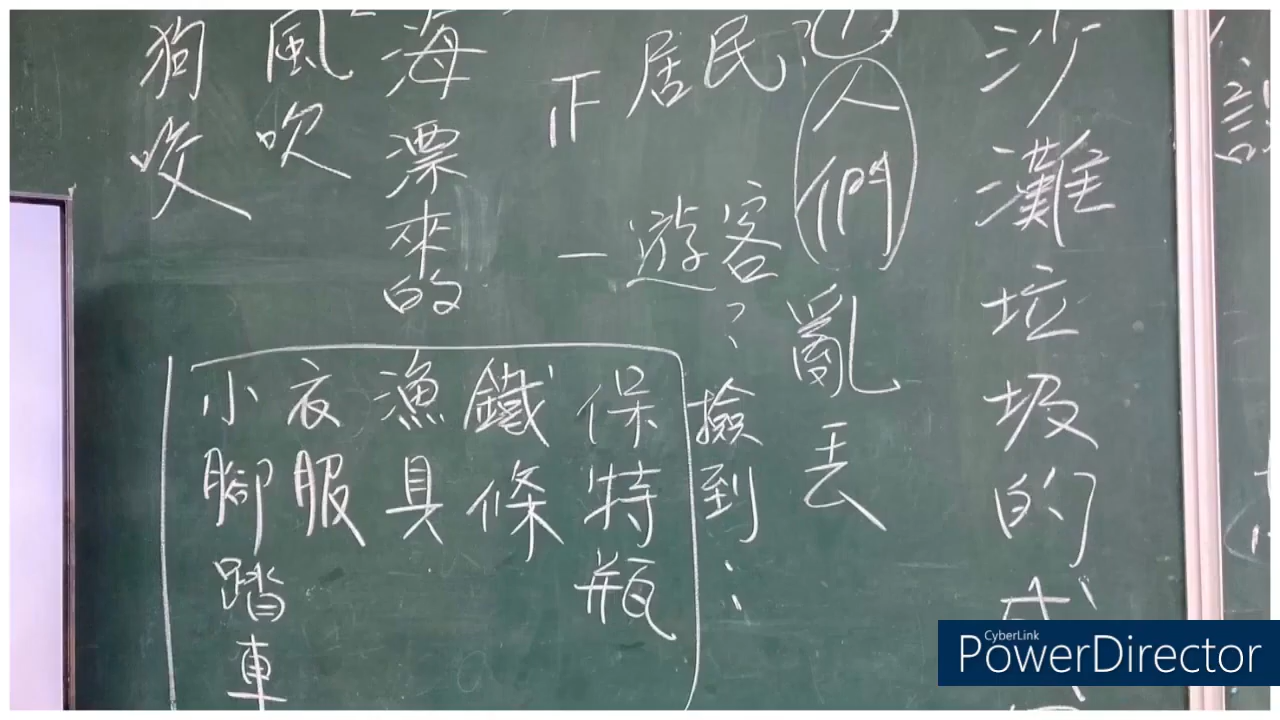 沙灘垃圾的
人們亂丟
居民?
遊客?
撿到:
正
一
保特瓶
鐵條
漁具
衣服
小腳踏車
海漂來的
風吹
狗咬
CyberLink
PowerDirector